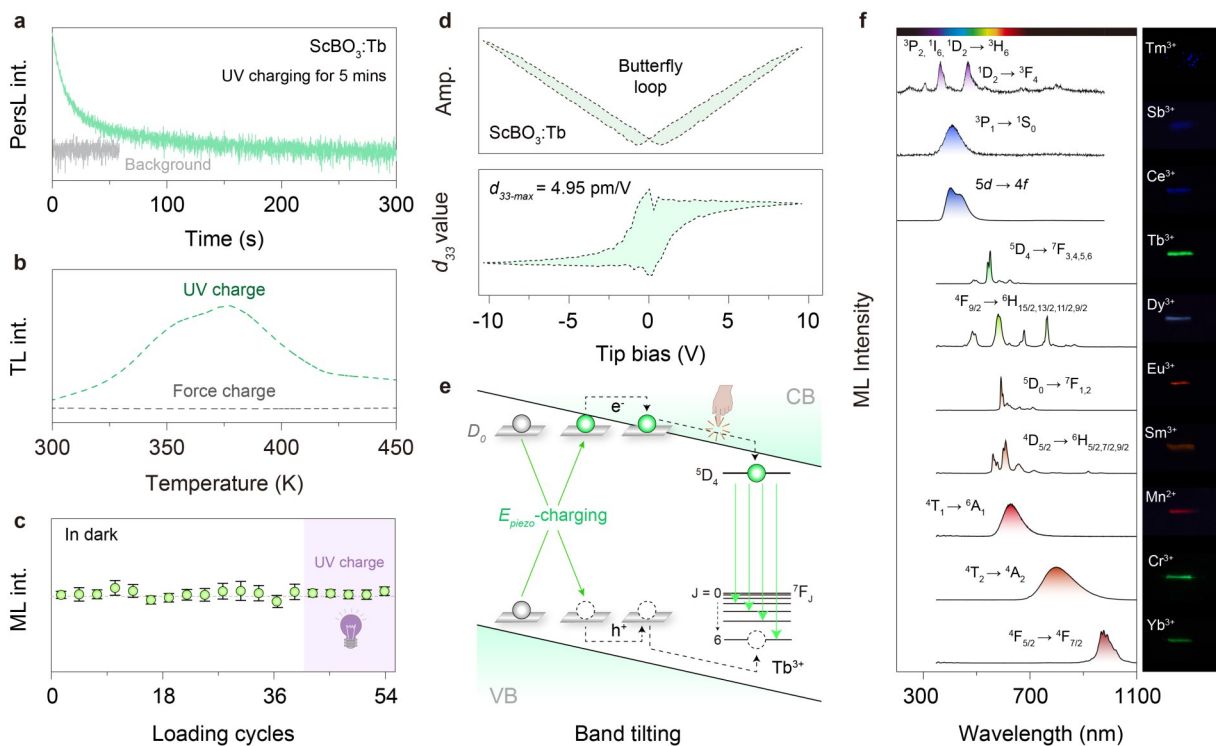 a
ScBO₃:Tb
UV charging for 5 mins
PersL int.
Background
0 100 200 300
Time (s)
b
UV charge
TL int.
Force charge
300 350 400 450
Temperature (K)
c
In dark
UV charge
ML int.
0 9 18 27 36 45 54
Loading cycles
d
Butterfly
loop
Amp.
ScBO₃:Tb
d₃₃₋ₘₐₓ = 4.95 pm/V
d₃₃ value
-10 -5 0 5 10
Tip bias (V)
e
CB
e⁻
D₀
⁵D₄
Eₚᵢₑ𝓏ₒ-charging
J = 0
⁷F_J
6
h⁺
Tb³⁺
VB
Band tilting
f
³P₂, ¹I₆, ¹D₂ → ³H₆
¹D₂ → ³F₄
Tm³⁺
³P₁ → ¹S₀
Sb³⁺
5d → 4f
Ce³⁺
⁵D₄ → ⁷F₃,₄,₅,₆
Tb³⁺
⁴F₉/₂ → ⁶H₁₅/₂,₁₃/₂,₁₁/₂,₉/₂
Dy³⁺
⁵D₀ → ⁷F₁,₂
Eu³⁺
⁴D₅/₂ → ⁶H₅/₂,₇/₂,₉/₂
Sm³⁺
⁴T₁ → ⁶A₁
Mn²⁺
⁴T₂ → ⁴A₂
Cr³⁺
⁴F₅/₂ → ⁴F₇/₂
Yb³⁺
ML Intensity
300 700 1100
Wavelength (nm)